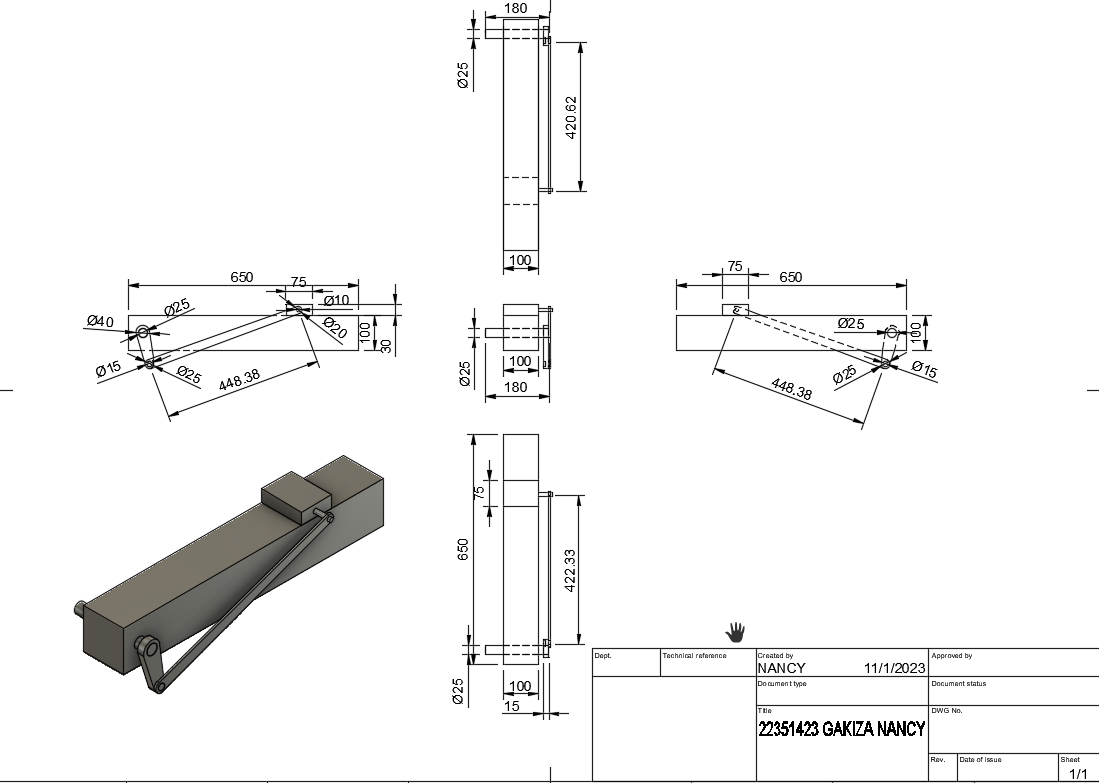 180
Ø25
420.62
100
650
75
Ø10
Ø25
Ø40
Ø20
100
30
Ø15
Ø25
448.38
Ø25
100
180
75
650
Ø25
100
Ø25
Ø15
448.38
75
650
422.33
Ø25
100
15
Dept.
Technical reference
Created by
Approved by
NANCY 11/1/2023
Document type
Document status
Title
DWG No.
22351423 GAKIZA NANCY
Rev.
Date of issue
Sheet
1/1